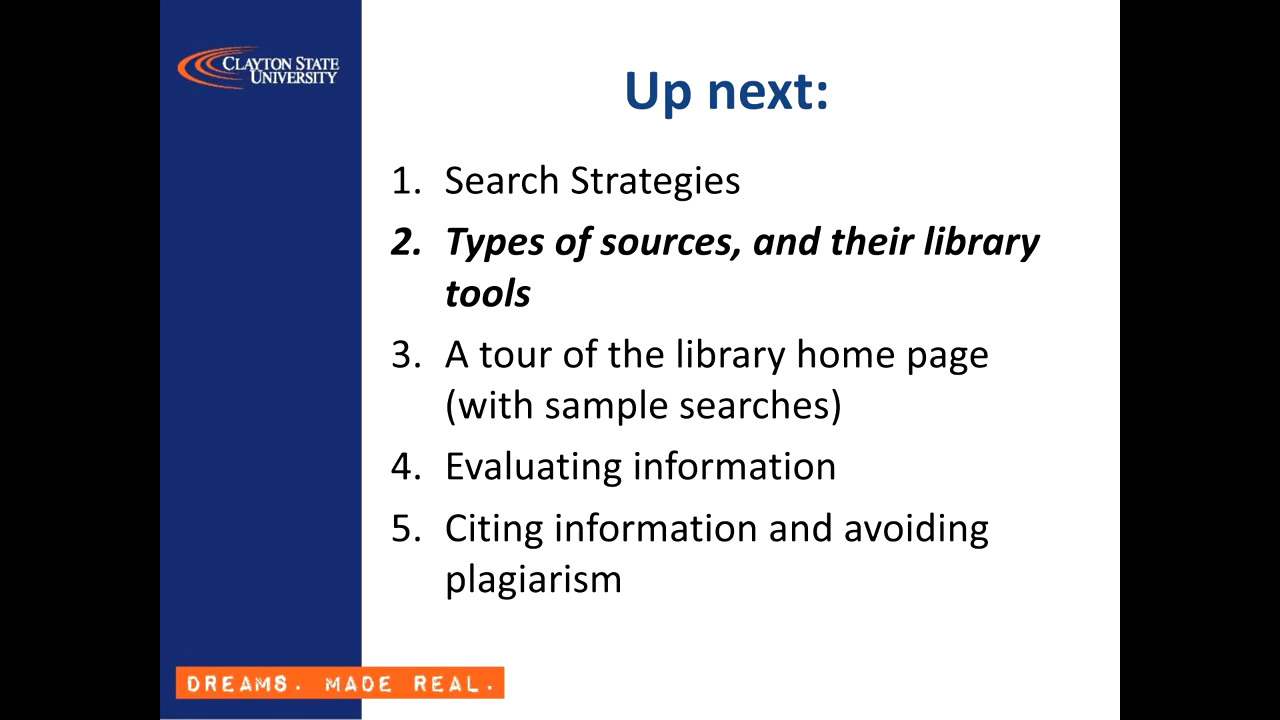 CLAYTON STATE
UNIVERSITY
Up next:
1. Search Strategies
2. Types of sources, and their library
tools
3. A tour of the library home page
(with sample searches)
4. Evaluating information
5. Citing information and avoiding
plagiarism
DREAMS. MADE REAL.